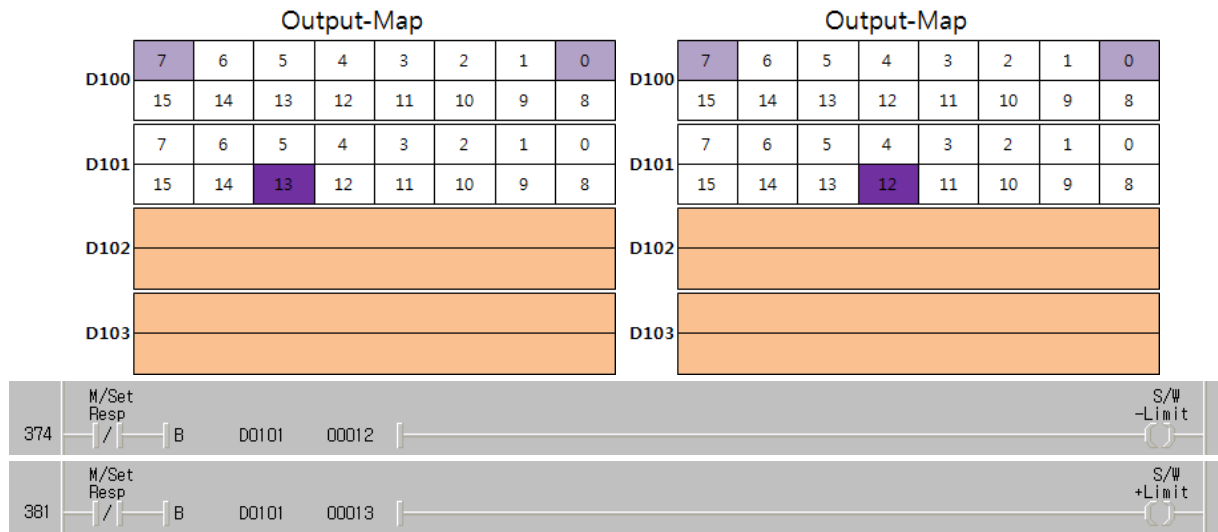 Output-Map Output-Map
7 6 5 4 3 2 1 0 7 6 5 4 3 2 1 0
D100 D100
15 14 13 12 11 10 9 8 15 14 13 12 11 10 9 8
7 6 5 4 3 2 1 0 7 6 5 4 3 2 1 0
D101 D101
15 14 13 12 11 10 9 8 15 14 13 12 11 10 9 8
D102 D102
D103 D103
M/Set S/₩
Resp -Limit
374 B D0101 00012
M/Set S/₩
Resp +Limit
381 B D0101 00013